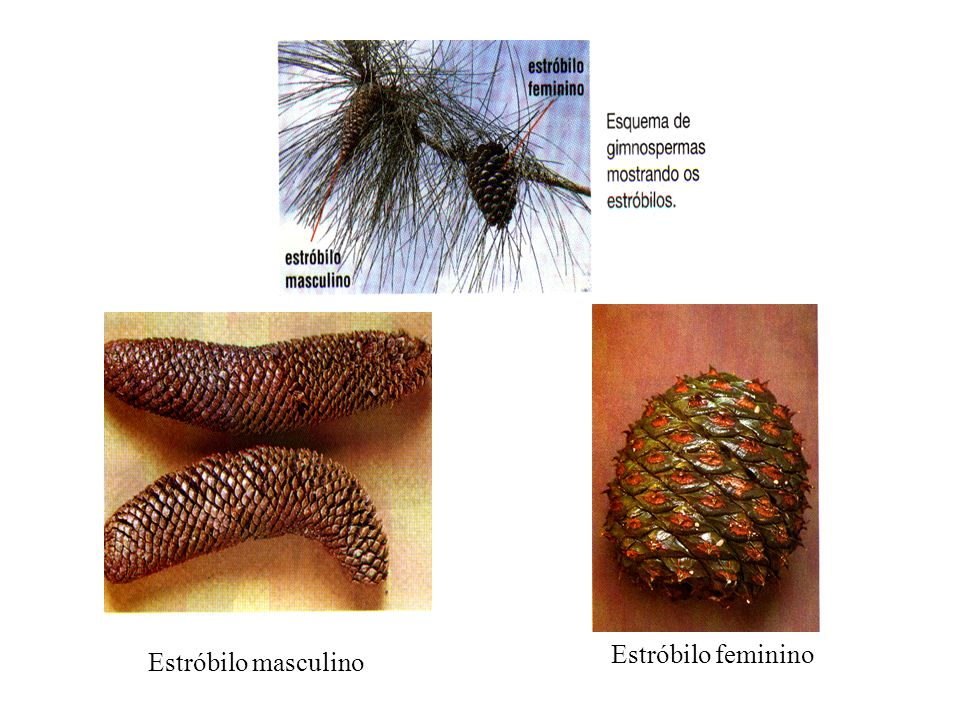 estróbilo
feminino
Esquema de
gimnospermas
mostrando os
estróbilos.
estróbilo
masculino
Estróbilo masculino
Estróbilo feminino